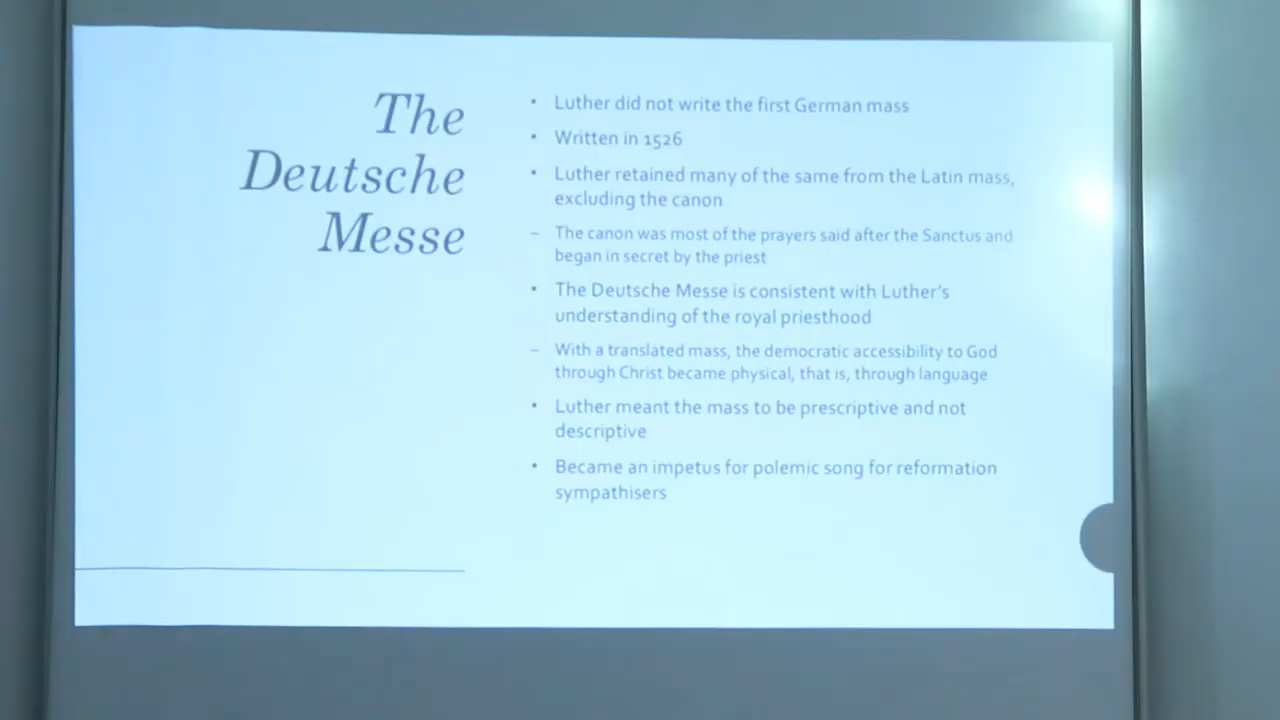 The
Deutsche
Messe
• Luther did not write the first German mass
• Written in 1526
• Luther retained many of the same from the Latin mass,
excluding the canon
– The canon was most of the prayers said after the Sanctus and
began in secret by the priest
• The Deutsche Messe is consistent with Luther's
understanding of the royal priesthood
– With a translated mass, the democratic accessibility to God
through Christ became physical, that is, through language
• Luther meant the mass to be prescriptive and not
descriptive
• Became an impetus for polemic song for reformation
sympathisers